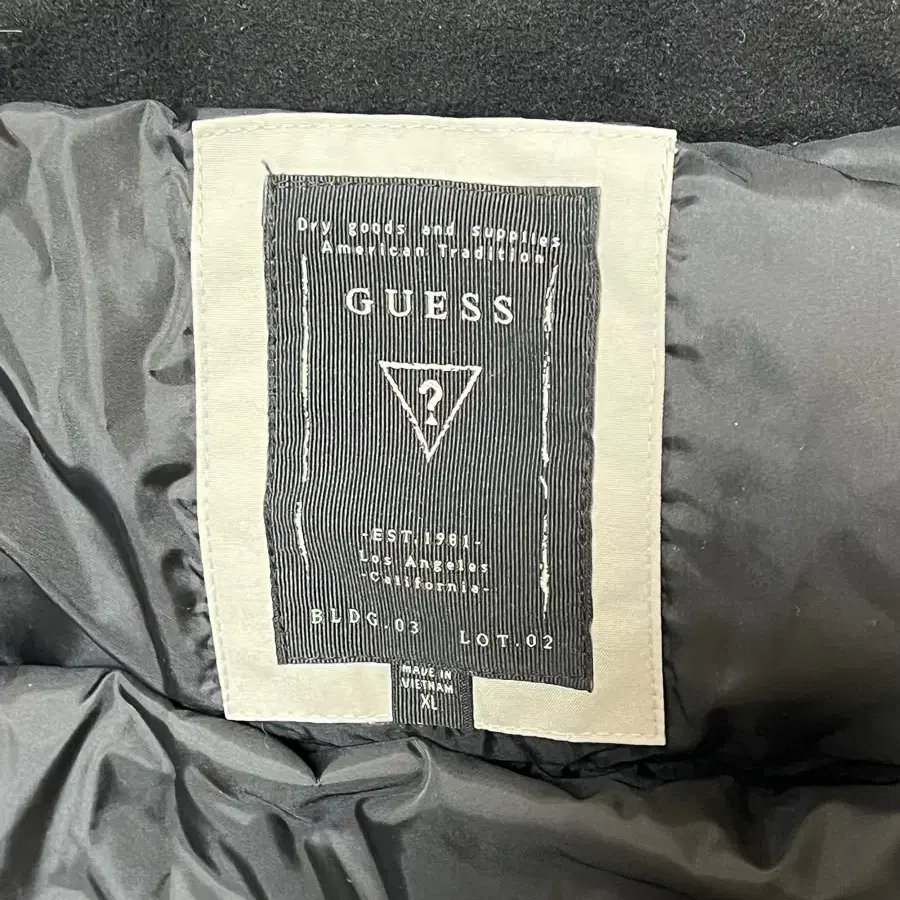 Dry goods and supplies
American Tradition
GUESS
?
-EST.1981-
Los Angeles
-California-
BLDG.03 LOT.02
MADE IN
VIETNAM
XL